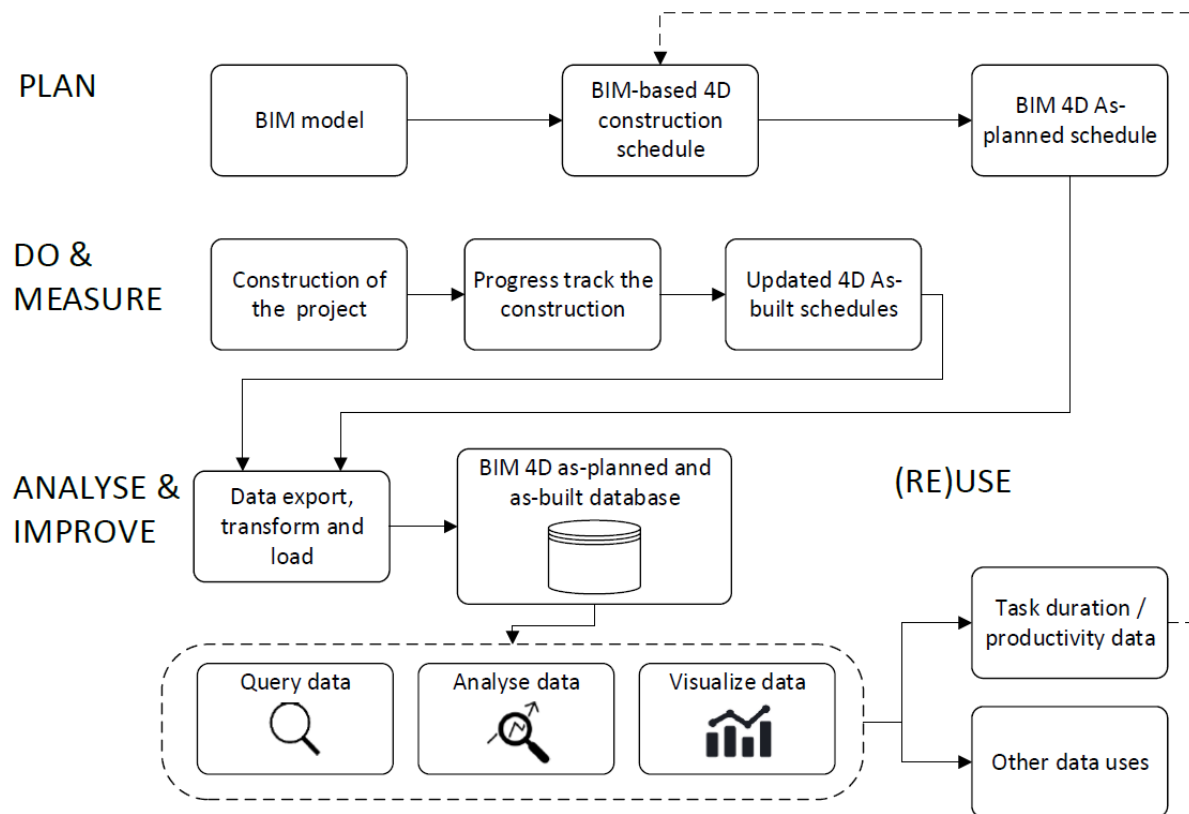 PLAN
BIM model
BIM-based 4D
construction
schedule
BIM 4D As-
planned schedule
DO &
MEASURE
Construction of
the project
Progress track the
construction
Updated 4D As-
built schedules
ANALYSE &
IMPROVE
Data export,
transform and
load
BIM 4D as-planned and
as-built database
(RE)USE
Query data
Analyse data
Visualize data
Task duration /
productivity data
Other data uses